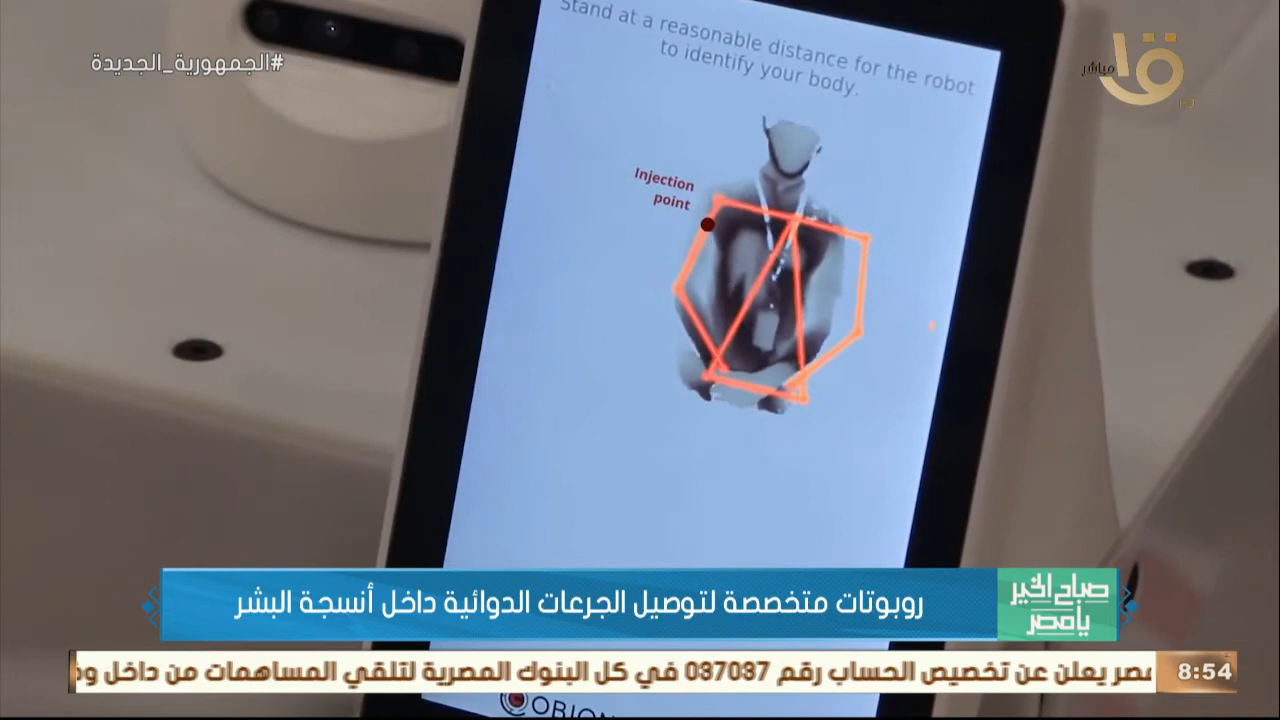 Stand at a reasonable distance for the robot
to identify your body.
#الجمهورية_الجديدة
مباشر
Injection
point
روبوتات متخصصة لتوصيل الجرعات الدوائية داخل أنسجة البشر
صباح الخير
يا مصر
مصر يعلن عن تخصيص الحساب رقم 037037 في كل البنوك المصرية لتلقي المساهمات من داخل
8:54